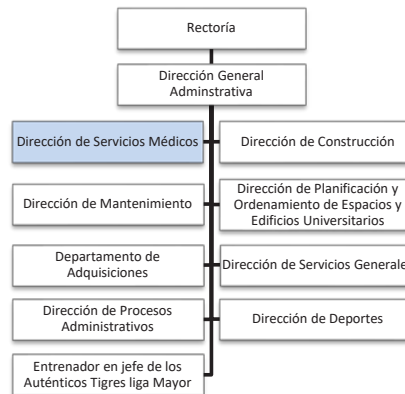 Rectoría
Dirección General
Adminstrativa
Dirección de Servicios Médicos
Dirección de Construcción
Dirección de Mantenimiento
Dirección de Planificación y
Ordenamiento de Espacios y
Edificios Universitarios
Departamento de
Adquisiciones
Dirección de Servicios Generales
Dirección de Procesos
Administrativos
Dirección de Deportes
Entrenador en jefe de los
Auténticos Tigres liga Mayor